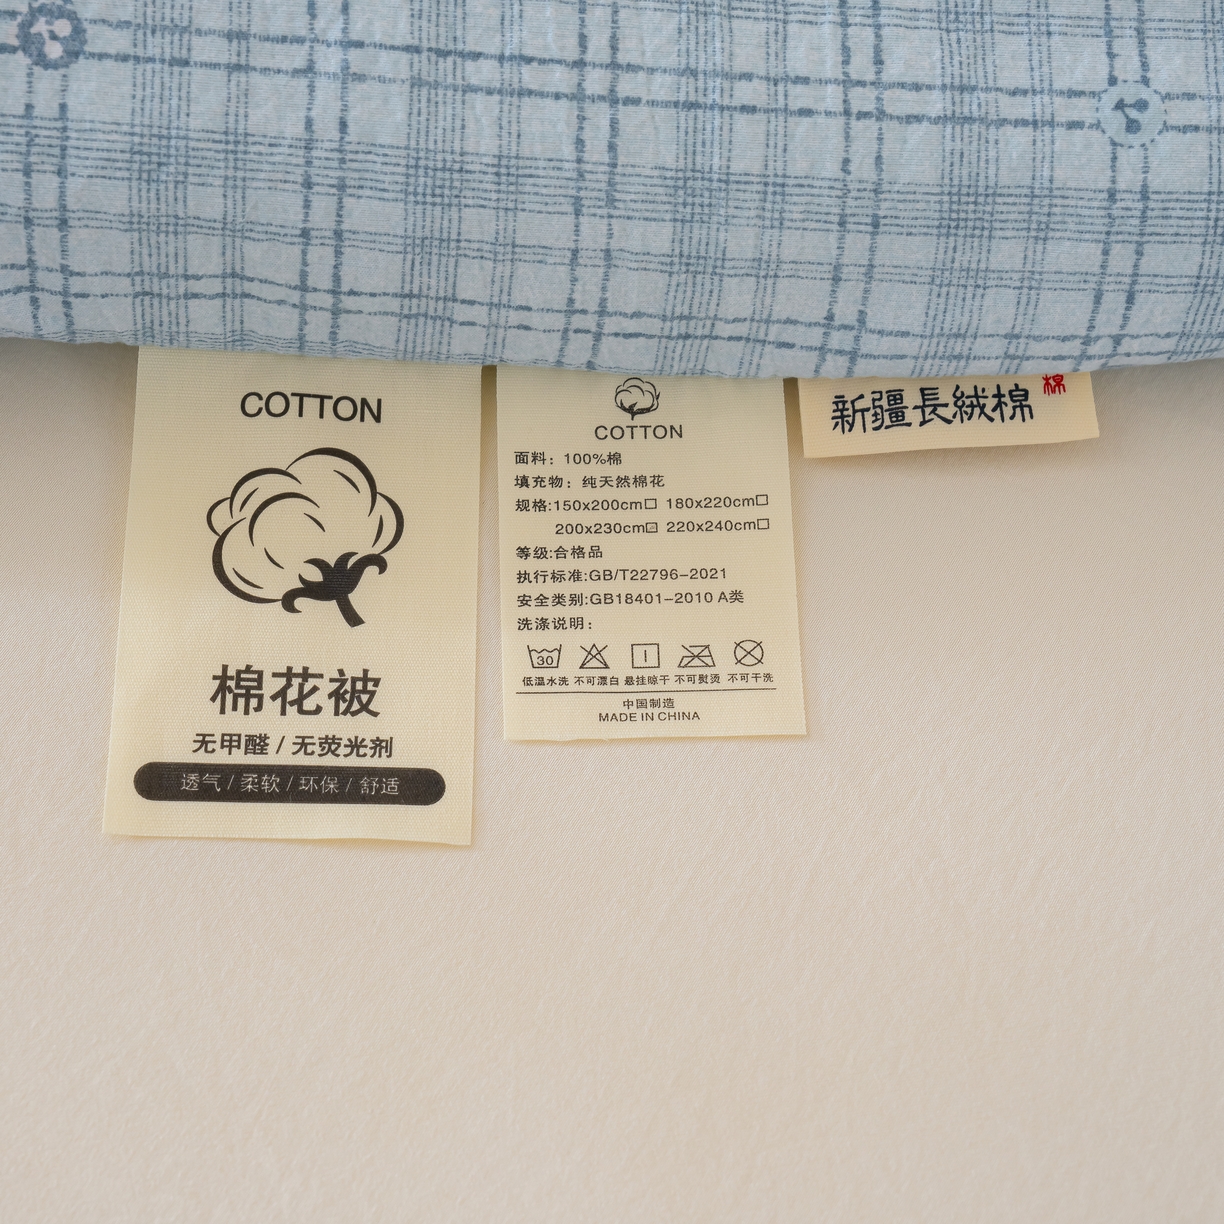 COTTON
棉花被
无甲醛 / 无荧光剂
透气 / 柔软 / 环保 / 舒适
COTTON
面料：100%棉
填充物：纯天然棉花
规格:150x200cm□ 180x220cm□
200x230cm☑ 220x240cm□
等级:合格品
执行标准:GB/T22796-2021
安全类别:GB18401-2010 A类
洗涤说明：
30
低温水洗 不可漂白 悬挂晾干 不可熨烫 不可干洗
中国制造
MADE IN CHINA
新疆長絨棉
棉